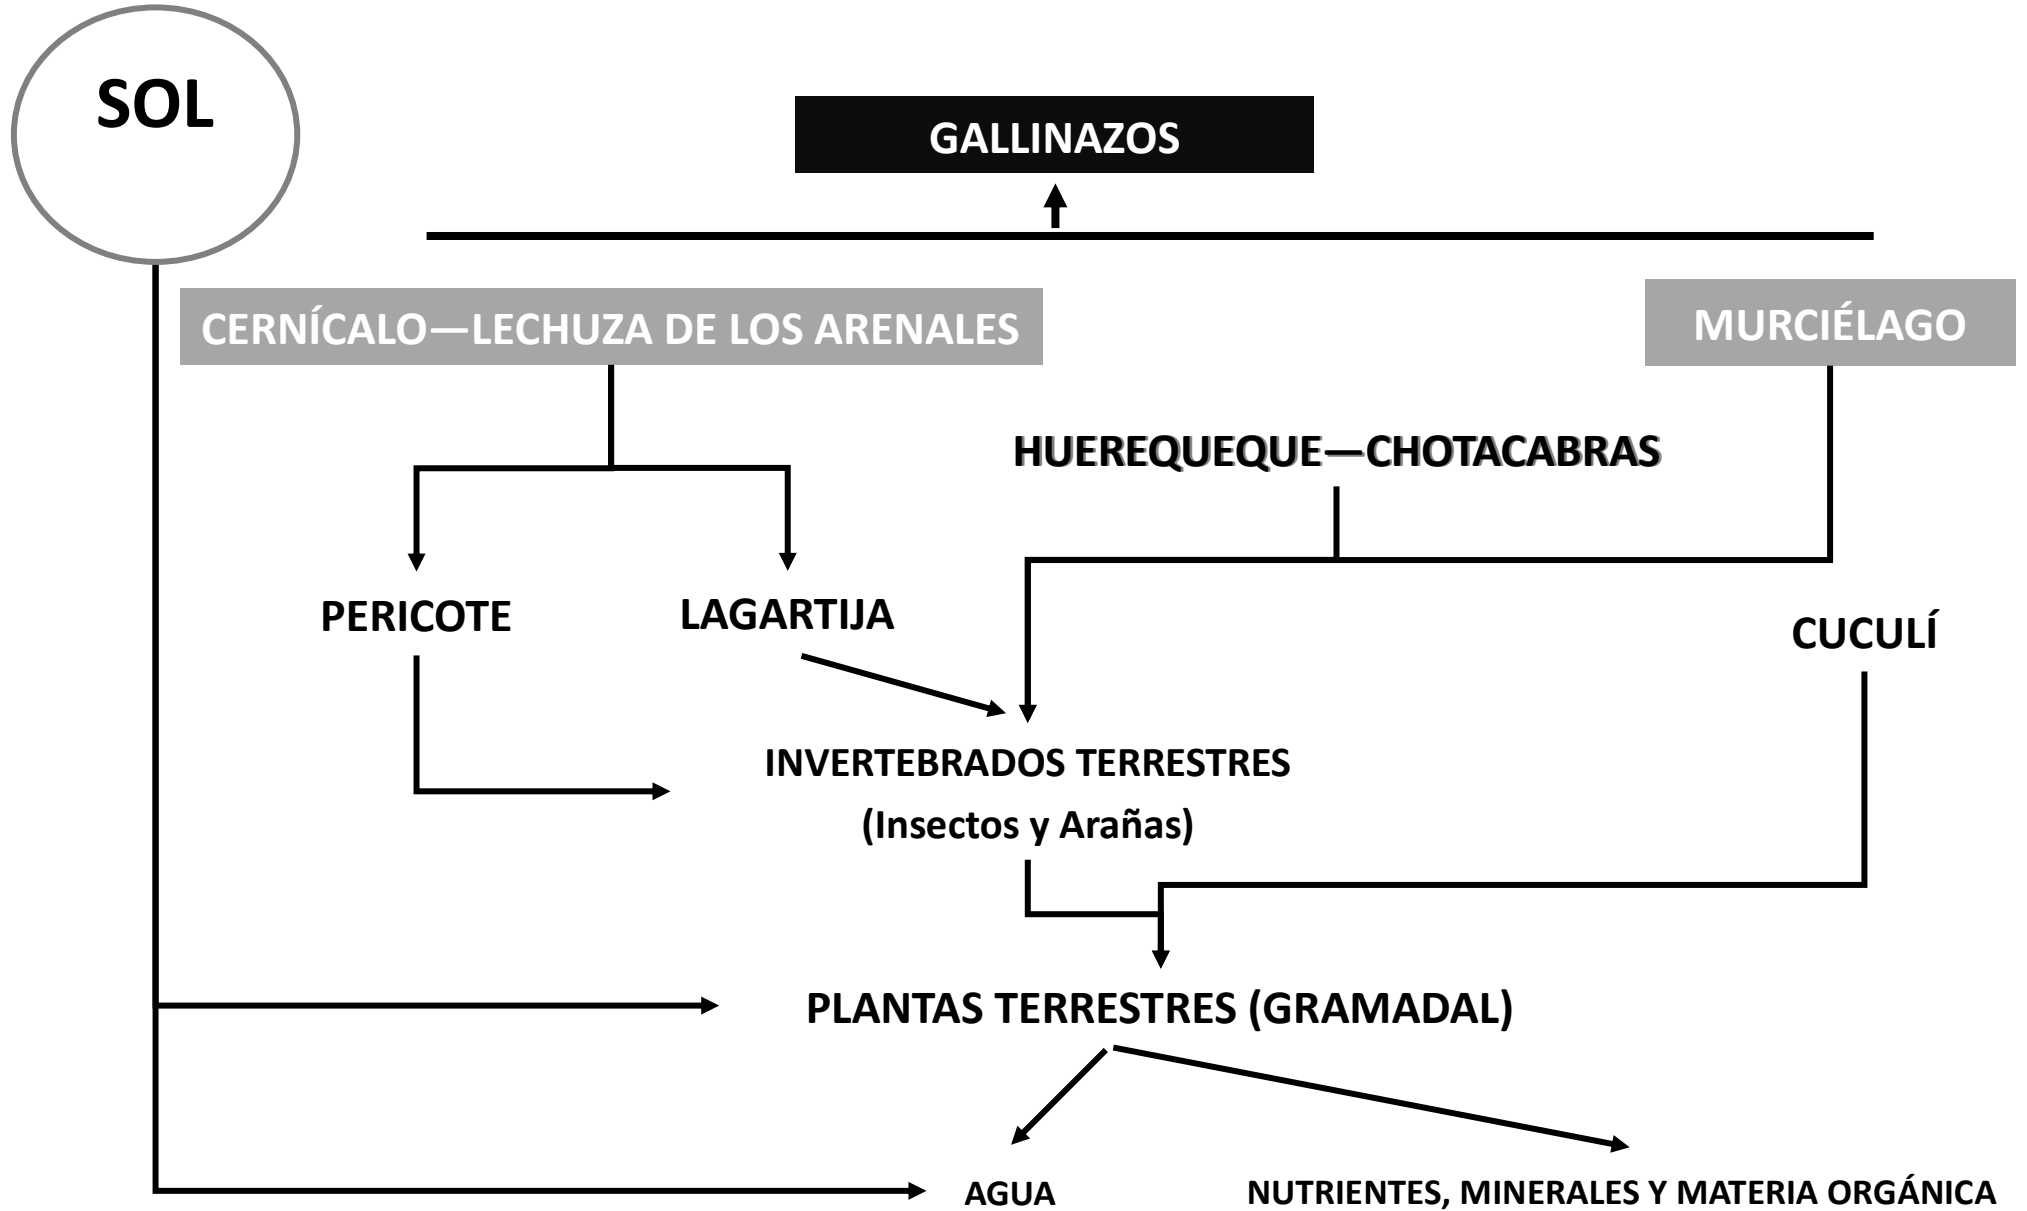 SOL
GALLINAZOS
CERNÍCALO—LECHUZA DE LOS ARENALES
MURCIÉLAGO
HUEREQUEQUE—CHOTACABRAS
PERICOTE
LAGARTIJA
CUCULÍ
INVERTEBRADOS TERRESTRES
(Insectos y Arañas)
PLANTAS TERRESTRES (GRAMADAL)
AGUA
NUTRIENTES, MINERALES Y MATERIA ORGÁNICA